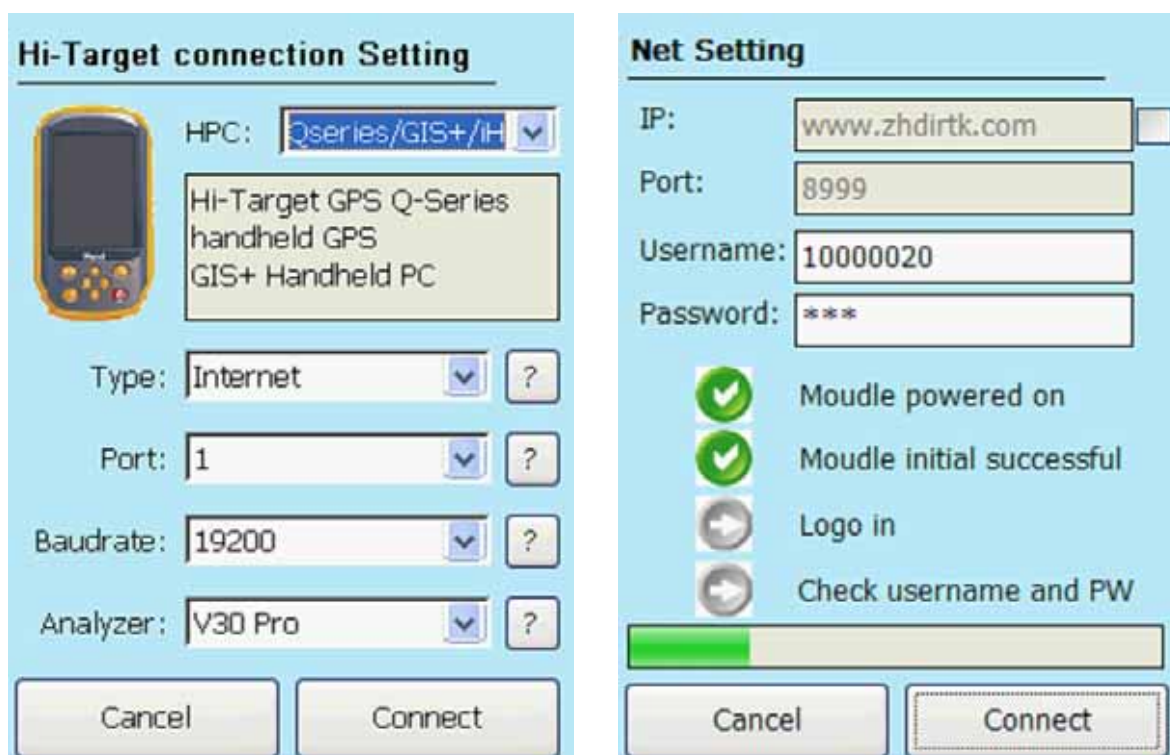 Hi-Target connection Setting
HPC: Qseries/GIS+/iH
Hi-Target GPS Q-Series
handheld GPS
GIS+ Handheld PC
Type: Internet ?
Port: 1 ?
Baudrate: 19200 ?
Analyzer: V30 Pro ?
Cancel Connect
Net Setting
IP: www.zhdirtk.com
Port: 8999
Username: 10000020
Password: ***
Moudle powered on
Moudle initial successful
Logo in
Check username and PW
Cancel Connect